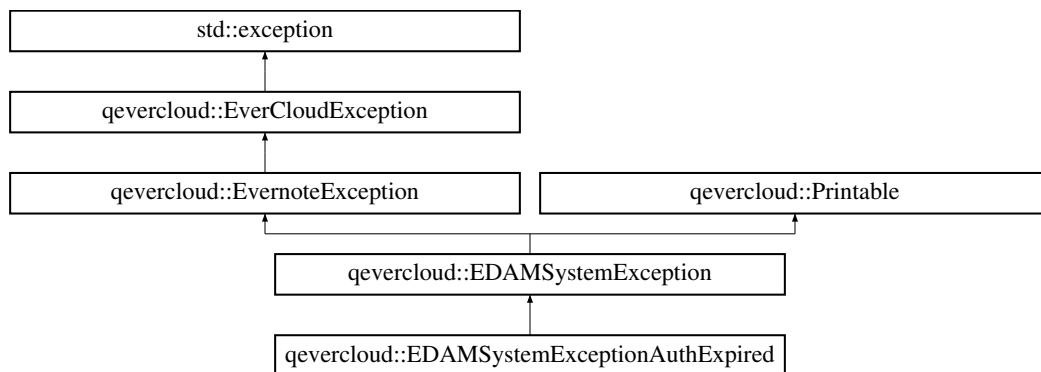 std::exception
qevercloud::EverCloudException
qevercloud::EvernoteException
qevercloud::Printable
qevercloud::EDAMSystemException
qevercloud::EDAMSystemExceptionAuthExpired